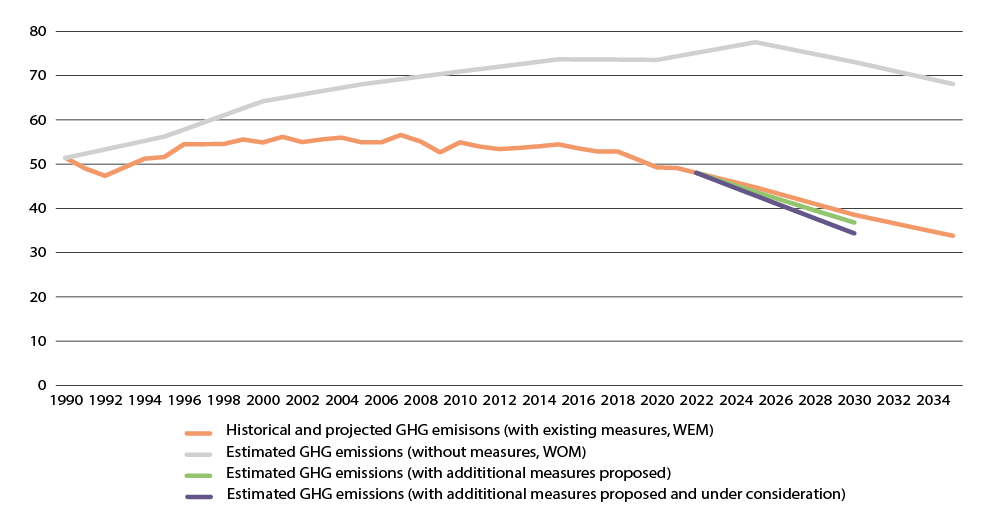 80
70
60
50
40
30
20
10
0
1990 1992 1994 1996 1998 2000 2002 2004 2006 2008 2010 2012 2014 2016 2018 2020 2022 2024 2026 2028 2030 2032 2034
Historical and projected GHG emisisons (with existing measures, WEM)
Estimated GHG emissions (without measures, WOM)
Estimated GHG emissions (with addititional measures proposed)
Estimated GHG emissions (with addititional measures proposed and under consideration)